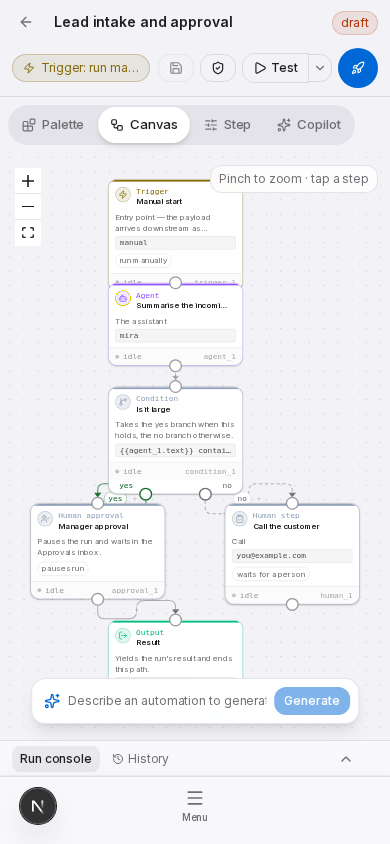 Lead intake and approval
draft
Trigger: run ma...
Test
Palette
Canvas
Step
Copilot
Pinch to zoom · tap a step
Trigger
Manual start
Entry point — the payload
arrives downstream as...
manual
run manually
idle trigger_1
Agent
Summarise the incomi...
The assistant
mira
idle agent_1
Condition
Is it large
Takes the yes branch when this
holds, the no branch otherwise.
{{agent_1.text}} contai...
idle condition_1
yes no
yes no
Human approval
Manager approval
Pauses the run and waits in the
Approvals inbox.
pauses run
idle approval_1
Human step
Call the customer
Call
you@example.com
waits for a person
idle human_1
Output
Result
Yields the run's result and ends
this path.
Describe an automation to generat
Generate
Run console
History
N
Menu